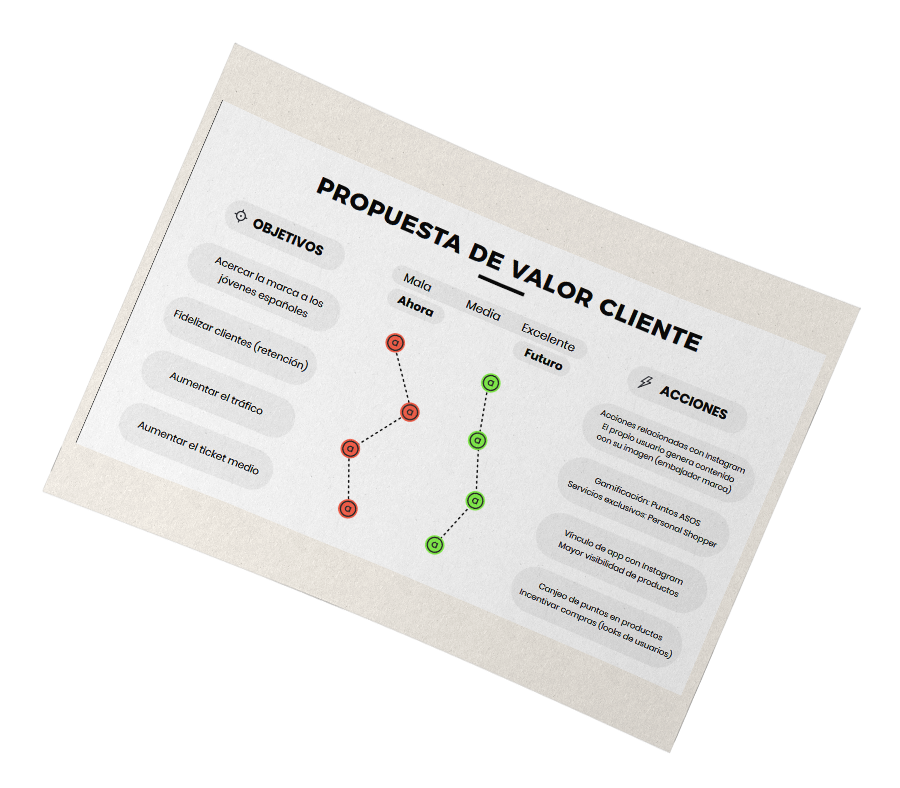 PROPUESTA DE VALOR CLIENTE
OBJETIVOS
Acercar la marca a los
jóvenes españoles
Fidelizar clientes (retención)
Aumentar el tráfico
Aumentar el ticket medio
Mala
Media
Excelente
Ahora
Futuro
a
a
a
a
a
a
a
a
ACCIONES
Acciones relacionadas con Instagram
El propio usuario genera contenido
con su imagen (embajador marca)
Gamificación: Puntos ASOS
Servicios exclusivos: Personal Shopper
Vínculo de app con Instagram
Mayor visibilidad de productos
Canjeo de puntos en productos
Incentivar compras (looks de usuarios)